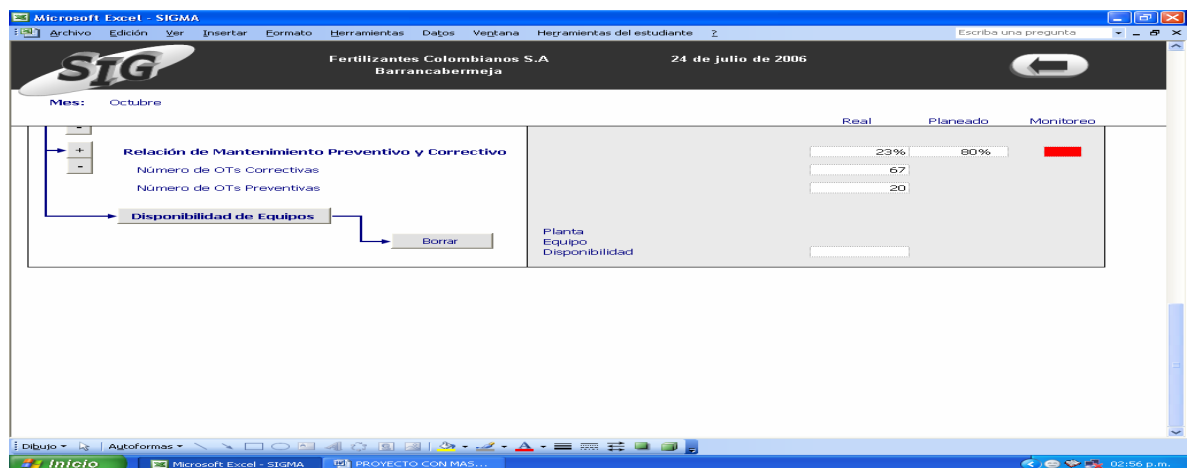 Microsoft Excel - SIGMA
Archivo Edición Ver Insertar Formato Herramientas Datos Ventana Herramientas del estudiante ? Escriba una pregunta
SIG Fertilizantes Colombianos S.A 24 de julio de 2006
Barrancabermeja
Mes: Octubre
Real Planeado Monitoreo
-
+ Relación de Mantenimiento Preventivo y Correctivo 23% 80%
- Número de OTs Correctivas 67
Número de OTs Preventivas 20
Disponibilidad de Equipos
Planta
Borrar Equipo
Disponibilidad
Dibujo Autoformas
Inicio Microsoft Excel - SIGMA PROYECTO CON MAS... 02:56 p.m.